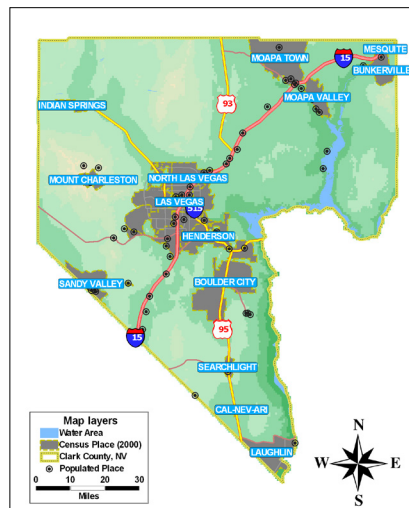 MOAPA TOWN
15
MESQUITE
BUNKERVILLE
93
MOAPA VALLEY
INDIAN SPRINGS
NORTH LAS VEGAS
MOUNT CHARLESTON
LAS VEGAS
515
HENDERSON
SANDY VALLEY
BOULDER CITY
95
15
SEARCHLIGHT
CAL-NEV-ARI
LAUGHLIN
Map layers
Water Area
Census Place (2000)
Clark County, NV
Populated Place
30 0 15 30
Miles
N
W E
S